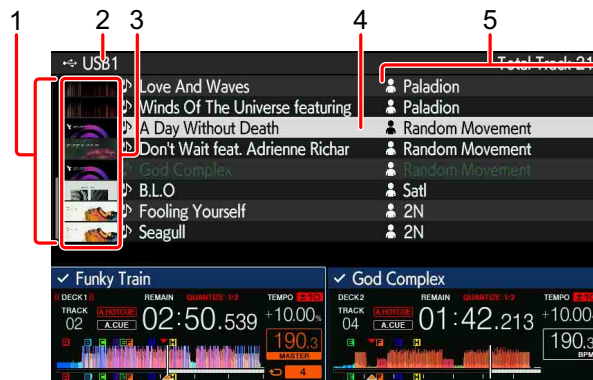 1 2 3 4 5
USB1 Total Track 21
Love And Waves Paladion
Winds Of The Universe featuring Paladion
A Day Without Death Random Movement
Don't Wait feat. Adrienne Richar Random Movement
God Complex Random Movement
B.L.O Satl
Fooling Yourself 2N
Seagull 2N
✓ Funky Train ✓ God Complex
DECK1 REMAIN QUANTIZE 1/2 TEMPO ±10 DECK2 REMAIN QUANTIZE 1/2 TEMPO ±10
TRACK 02 A.HOTCUE A.CUE 02:50.539 +10.00% TRACK 04 A.HOTCUE A.CUE 01:42.213 +10.00
190.3 MASTER 190.3 BPM
4